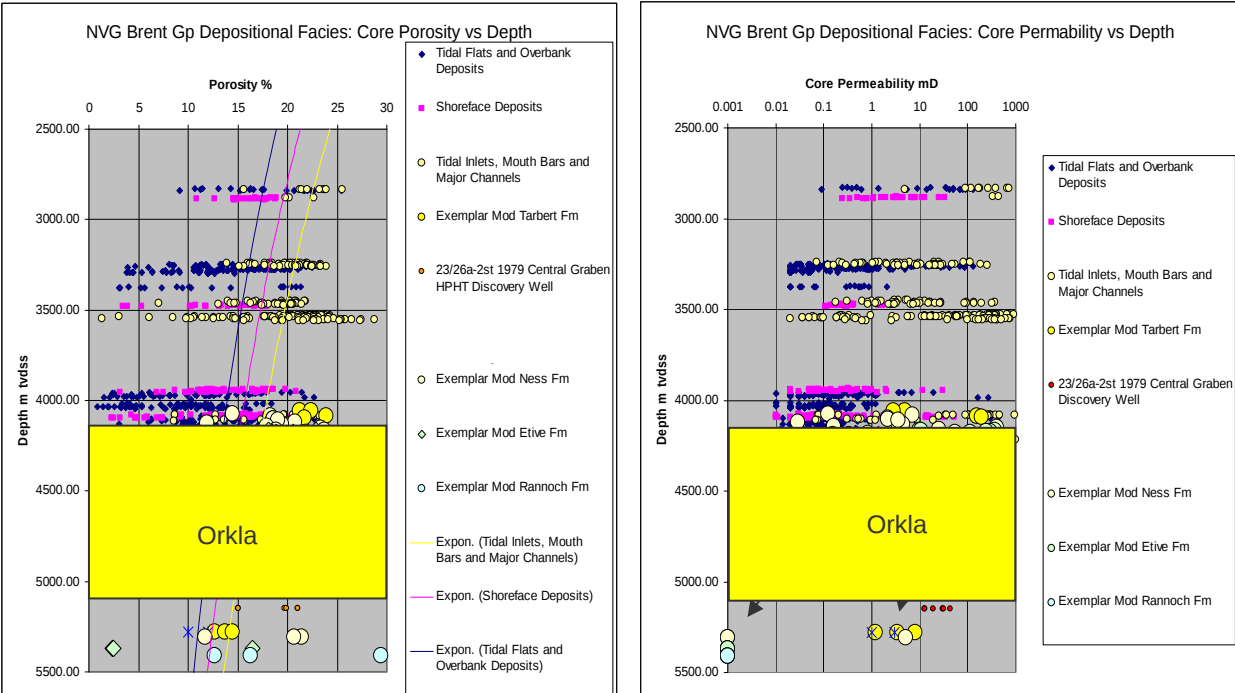 NVG Brent Gp Depositional Facies: Core Porosity vs Depth
Porosity %
0 5 10 15 20 25 30
2500.00
3000.00
3500.00
4000.00
4500.00
5000.00
5500.00
Depth m tvdss
Orkla
Tidal Flats and Overbank
Deposits
Shoreface Deposits
Tidal Inlets, Mouth Bars and
Major Channels
Exemplar Mod Tarbert Fm
23/26a-2st 1979 Central Graben
HPHT Discovery Well
Exemplar Mod Ness Fm
Exemplar Mod Etive Fm
Exemplar Mod Rannoch Fm
Expon. (Tidal Inlets, Mouth
Bars and Major Channels)
Expon. (Shoreface Deposits)
Expon. (Tidal Flats and
Overbank Deposits)
NVG Brent Gp Depositional Facies: Core Permability vs Depth
Core Permeability mD
0.001 0.01 0.1 1 10 100 1000
2500.00
3000.00
3500.00
4000.00
4500.00
5000.00
5500.00
Depth m tvdss
Orkla
Tidal Flats and Overbank
Deposits
Shoreface Deposits
Tidal Inlets, Mouth Bars and
Major Channels
Exemplar Mod Tarbert Fm
23/26a-2st 1979 Central Graben
Discovery Well
Exemplar Mod Ness Fm
Exemplar Mod Etive Fm
Exemplar Mod Rannoch Fm